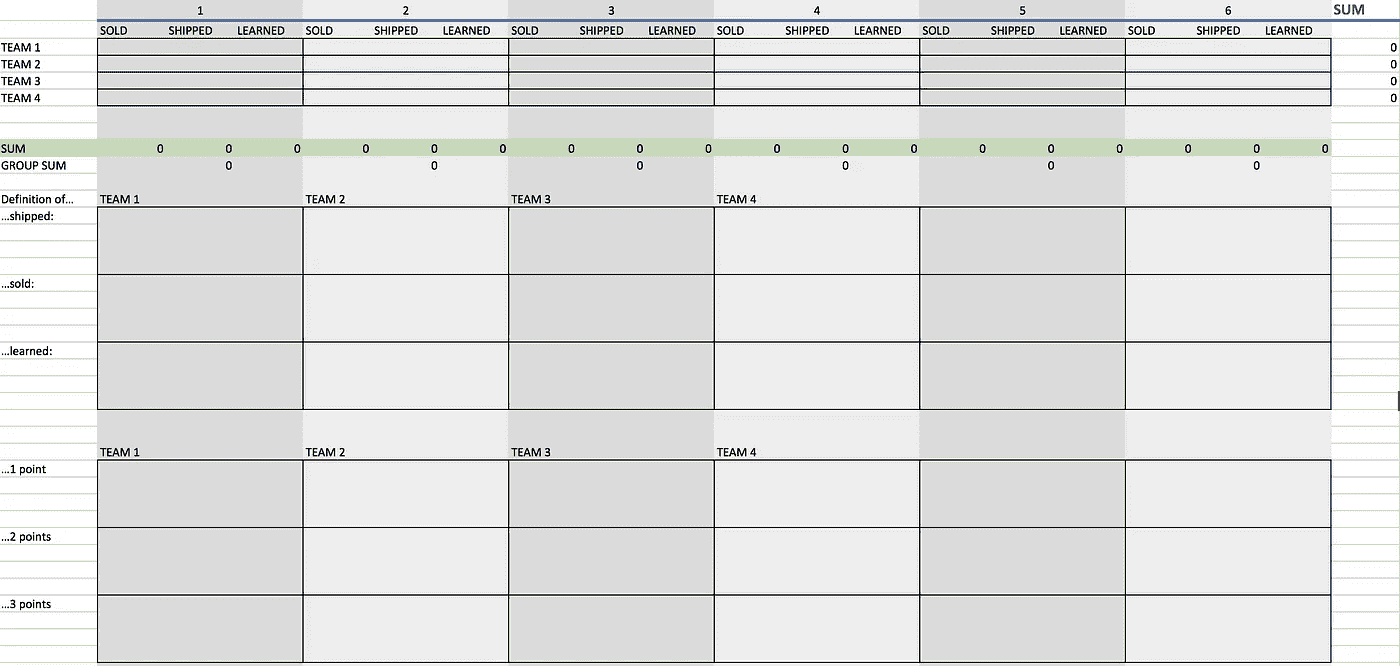 1 2 3 4 5 6 SUM
SOLD SHIPPED LEARNED SOLD SHIPPED LEARNED SOLD SHIPPED LEARNED SOLD SHIPPED LEARNED SOLD SHIPPED LEARNED SOLD SHIPPED LEARNED
TEAM 1 0
TEAM 2 0
TEAM 3 0
TEAM 4 0
SUM 0 0 0 0 0 0 0 0 0 0 0 0 0 0 0 0 0 0
GROUP SUM 0 0 0 0 0 0
Definition of... TEAM 1 TEAM 2 TEAM 3 TEAM 4
...shipped:
...sold:
...learned:
TEAM 1 TEAM 2 TEAM 3 TEAM 4
...1 point
...2 points
...3 points